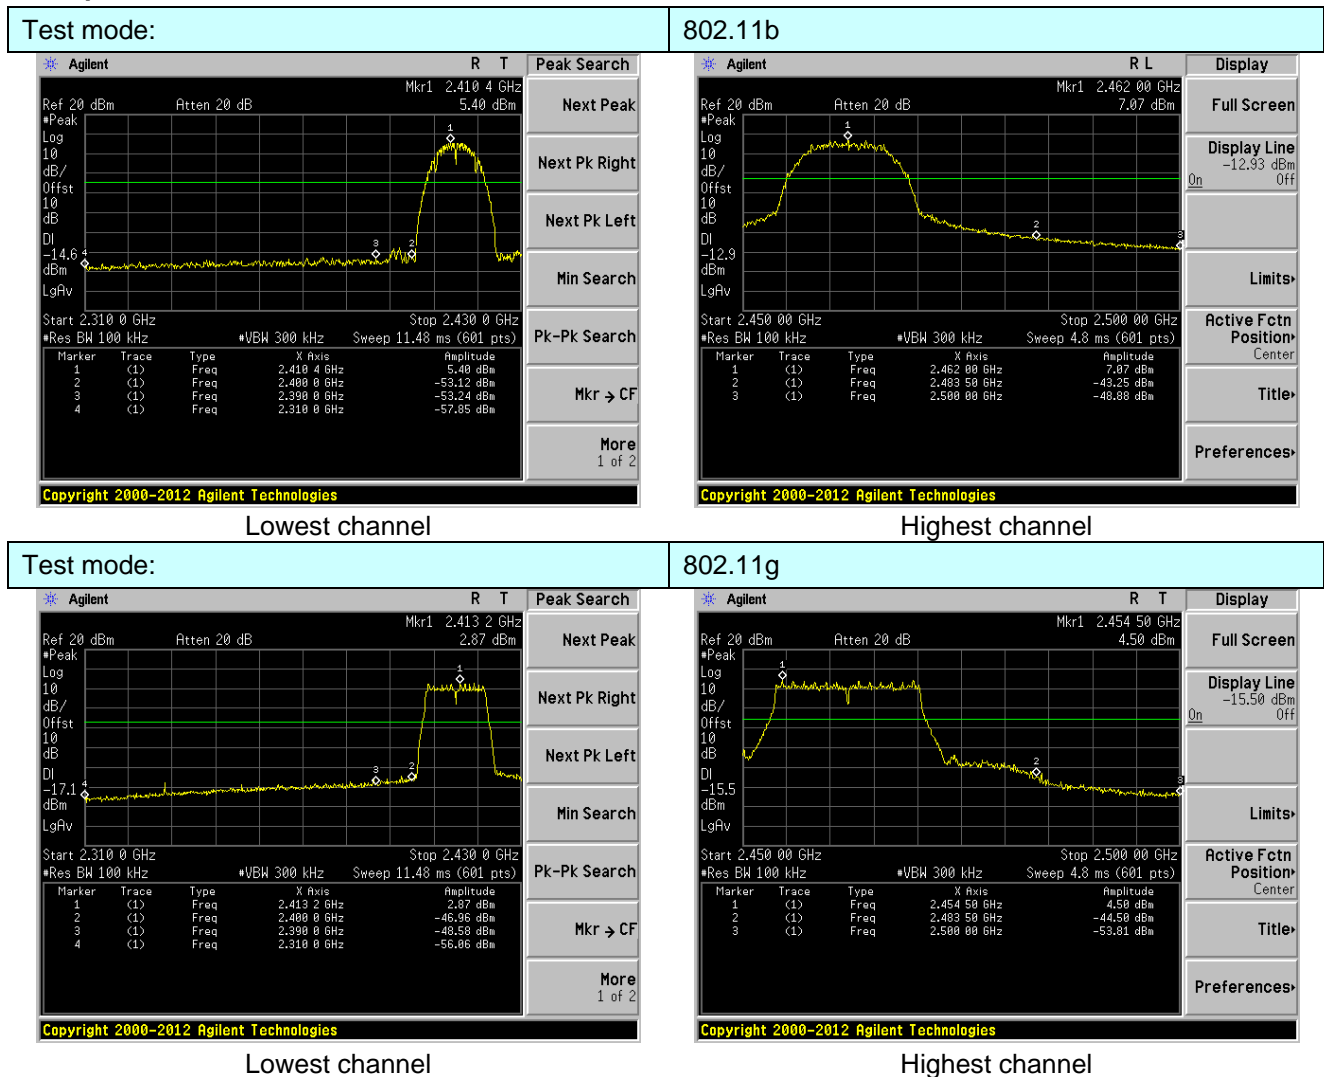 Test mode: 802.11b
Agilent R T Peak Search
Mkr1 2.410 4 GHz
Ref 20 dBm Atten 20 dB 5.40 dBm
#Peak
Log
10
dB/
Offst
10
dB
DI
-14.6
dBm
LgAv
1
2
3
4
Start 2.310 0 GHz Stop 2.430 0 GHz
#Res BW 100 kHz #VBW 300 kHz Sweep 11.48 ms (601 pts)
Marker Trace Type X Axis Amplitude
1 (1) Freq 2.410 4 GHz 5.40 dBm
2 (1) Freq 2.400 0 GHz -53.12 dBm
3 (1) Freq 2.390 0 GHz -53.24 dBm
4 (1) Freq 2.310 0 GHz -57.85 dBm
Next Peak
Next Pk Right
Next Pk Left
Min Search
Pk-Pk Search
Mkr → CF
More
1 of 2
Copyright 2000-2012 Agilent Technologies
Lowest channel
Agilent R L Display
Mkr1 2.462 00 GHz
Ref 20 dBm Atten 20 dB 7.07 dBm
#Peak
Log
10
dB/
Offst
10
dB
DI
-12.9
dBm
LgAv
1
2
3
Start 2.450 00 GHz Stop 2.500 00 GHz
#Res BW 100 kHz #VBW 300 kHz Sweep 4.8 ms (601 pts)
Marker Trace Type X Axis Amplitude
1 (1) Freq 2.462 00 GHz 7.07 dBm
2 (1) Freq 2.483 50 GHz -43.25 dBm
3 (1) Freq 2.500 00 GHz -48.88 dBm
Full Screen
Display Line
-12.93 dBm
On Off
Limits
Active Fctn
Position
Center
Title
Preferences
Copyright 2000-2012 Agilent Technologies
Highest channel
Test mode: 802.11g
Agilent R T Peak Search
Mkr1 2.413 2 GHz
Ref 20 dBm Atten 20 dB 2.87 dBm
#Peak
Log
10
dB/
Offst
10
dB
DI
-17.1
dBm
LgAv
1
2
3
4
Start 2.310 0 GHz Stop 2.430 0 GHz
#Res BW 100 kHz #VBW 300 kHz Sweep 11.48 ms (601 pts)
Marker Trace Type X Axis Amplitude
1 (1) Freq 2.413 2 GHz 2.87 dBm
2 (1) Freq 2.400 0 GHz -46.96 dBm
3 (1) Freq 2.390 0 GHz -48.58 dBm
4 (1) Freq 2.310 0 GHz -56.06 dBm
Next Peak
Next Pk Right
Next Pk Left
Min Search
Pk-Pk Search
Mkr → CF
More
1 of 2
Copyright 2000-2012 Agilent Technologies
Lowest channel
Agilent R T Display
Mkr1 2.454 50 GHz
Ref 20 dBm Atten 20 dB 4.50 dBm
#Peak
Log
10
dB/
Offst
10
dB
DI
-15.5
dBm
LgAv
1
2
3
Start 2.450 00 GHz Stop 2.500 00 GHz
#Res BW 100 kHz #VBW 300 kHz Sweep 4.8 ms (601 pts)
Marker Trace Type X Axis Amplitude
1 (1) Freq 2.454 50 GHz 4.50 dBm
2 (1) Freq 2.483 50 GHz -44.50 dBm
3 (1) Freq 2.500 00 GHz -53.81 dBm
Full Screen
Display Line
-15.50 dBm
On Off
Limits
Active Fctn
Position
Center
Title
Preferences
Copyright 2000-2012 Agilent Technologies
Highest channel